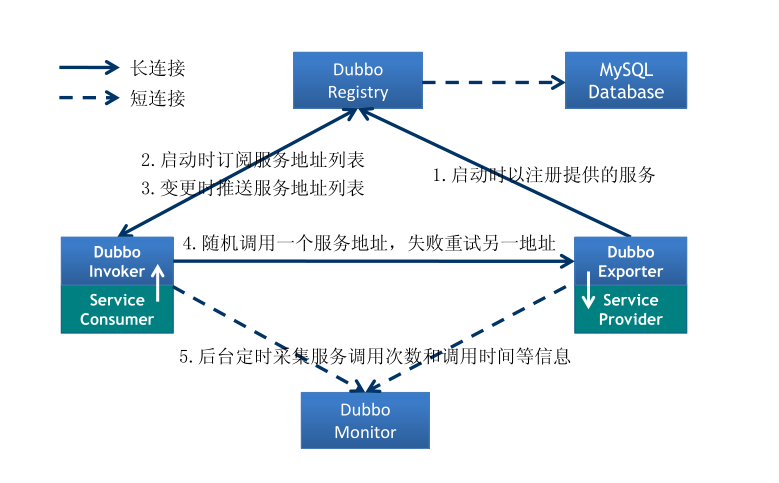 长连接
短连接
Dubbo
Registry
MySQL
Database
2.启动时订阅服务地址列表
3.变更时推送服务地址列表
1.启动时以注册提供的服务
4.随机调用一个服务地址，失败重试另一地址
Dubbo
Invoker
Service
Consumer
Dubbo
Exporter
Service
Provider
5.后台定时采集服务调用次数和调用时间等信息
Dubbo
Monitor